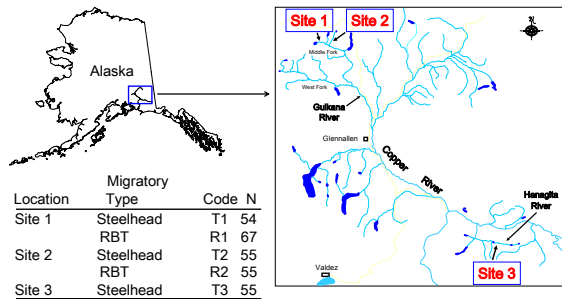 Alaska
Site 1
Site 2
Middle Fork
West Fork
Gulkana
River
Glennallen
Copper River
Hanagita
River
Site 3
Valdez
N
Migratory
Location Type Code N
Site 1 Steelhead T1 54
RBT R1 67
Site 2 Steelhead T2 55
RBT R2 55
Site 3 Steelhead T3 55